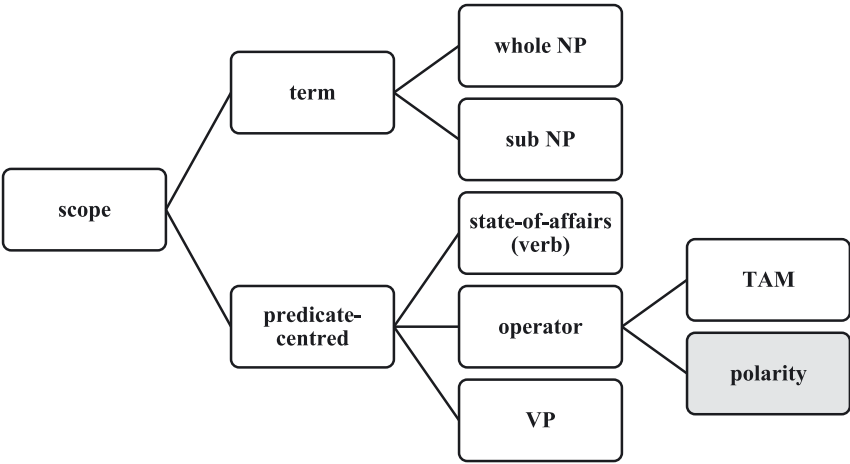 whole NP
term
sub NP
scope
state-of-affairs
(verb)
TAM
predicate-
centred
operator
polarity
VP